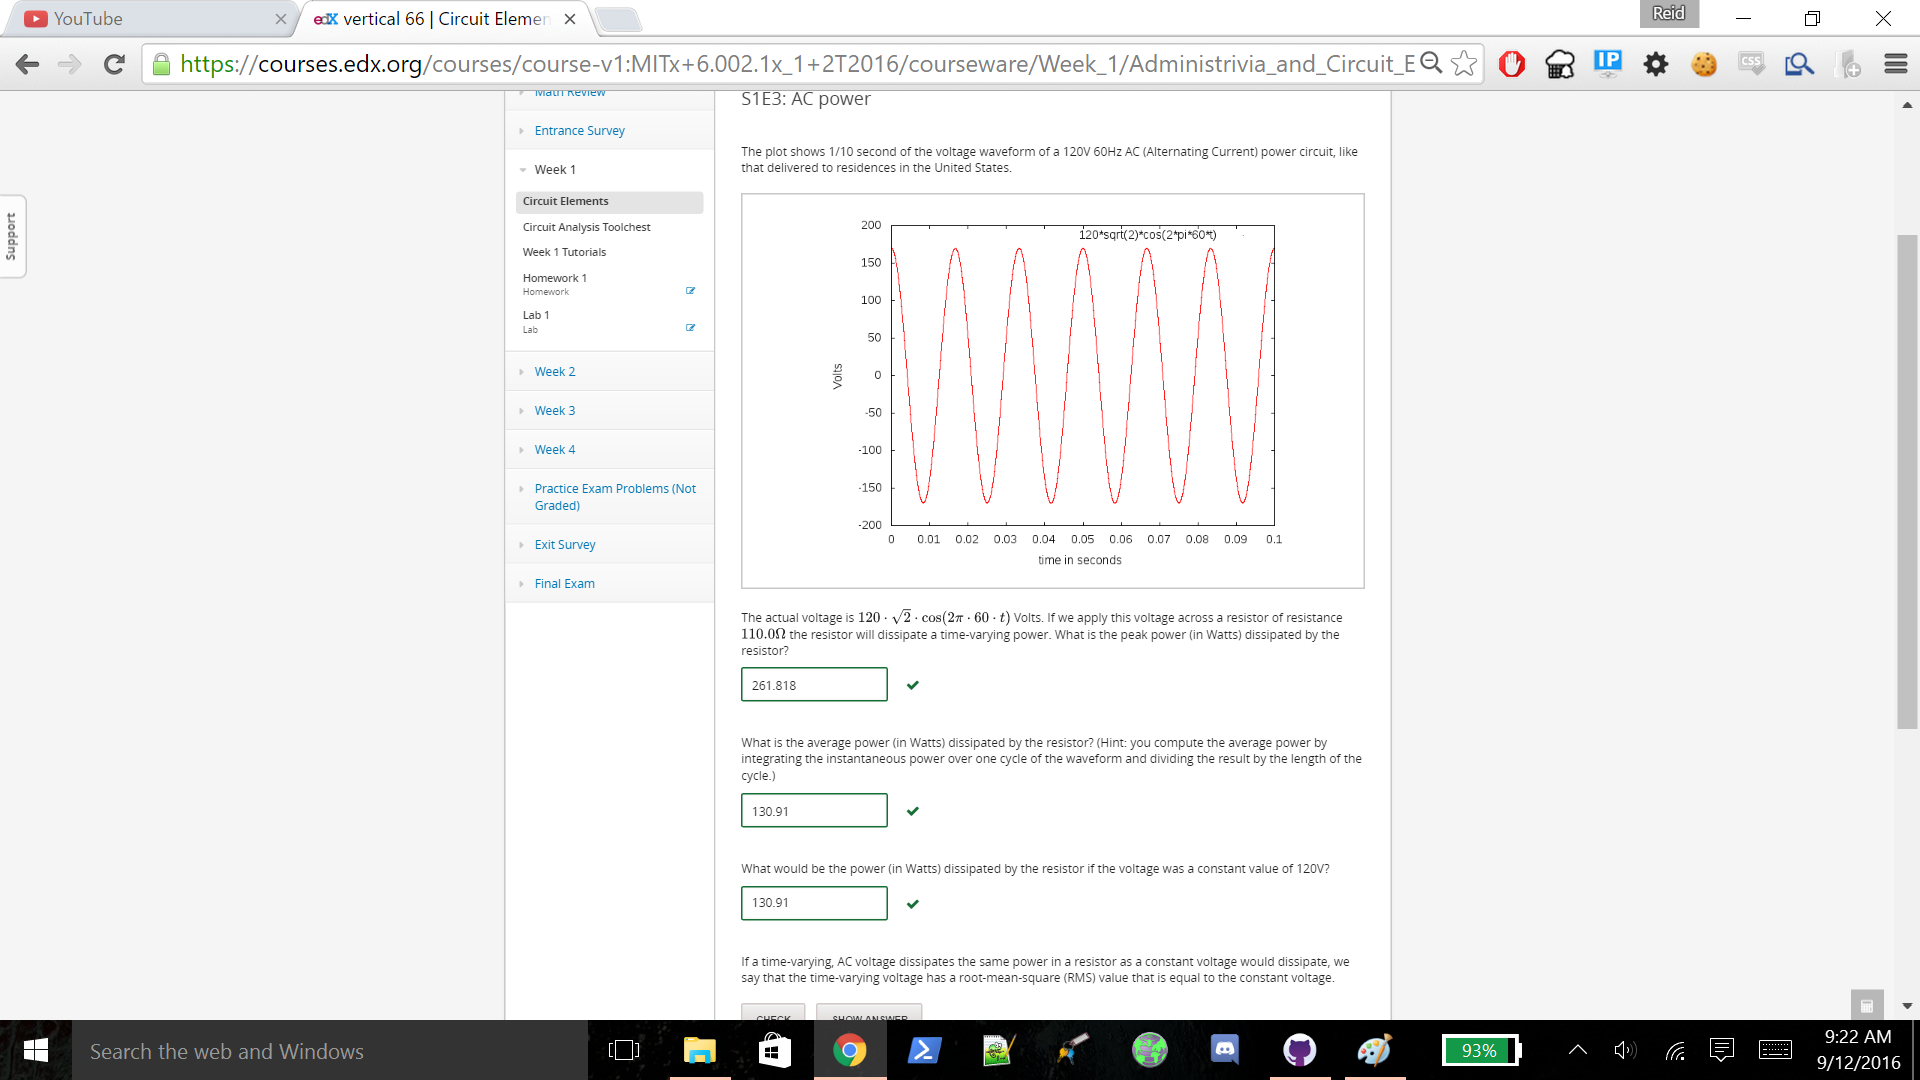 YouTube
edX vertical 66 | Circuit Elemen
Reid
https://courses.edx.org/courses/course-v1:MITx+6.002.1x_1+2T2016/courseware/Week_1/Administrivia_and_Circuit_E
IP
CSS
Support
Math Review
Entrance Survey
Week 1
Circuit Elements
Circuit Analysis Toolchest
Week 1 Tutorials
Homework 1
Homework
Lab 1
Lab
Week 2
Week 3
Week 4
Practice Exam Problems (Not
Graded)
Exit Survey
Final Exam
S1E3: AC power
The plot shows 1/10 second of the voltage waveform of a 120V 60Hz AC (Alternating Current) power circuit, like
that delivered to residences in the United States.
120*sqrt(2)*cos(2*pi*60*t)
200
150
100
50
0
-50
-100
-150
-200
Volts
0 0.01 0.02 0.03 0.04 0.05 0.06 0.07 0.08 0.09 0.1
time in seconds
The actual voltage is 120 · √2 · cos(2π · 60 · t) Volts. If we apply this voltage across a resistor of resistance
110.0Ω the resistor will dissipate a time-varying power. What is the peak power (in Watts) dissipated by the
resistor?
261.818
What is the average power (in Watts) dissipated by the resistor? (Hint: you compute the average power by
integrating the instantaneous power over one cycle of the waveform and dividing the result by the length of the
cycle.)
130.91
What would be the power (in Watts) dissipated by the resistor if the voltage was a constant value of 120V?
130.91
If a time-varying, AC voltage dissipates the same power in a resistor as a constant voltage would dissipate, we
say that the time-varying voltage has a root-mean-square (RMS) value that is equal to the constant voltage.
CHECK SHOW ANSWER
Search the web and Windows
93%
9:22 AM
9/12/2016